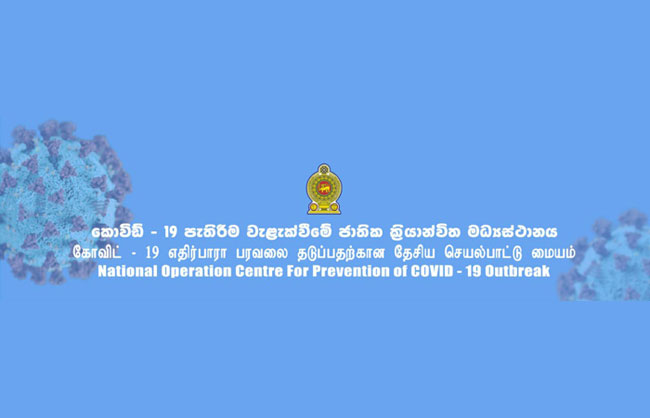 කොවිඩ් - 19 පැතිරීම වැළැක්වීමේ ජාතික ක්‍රියාන්විත මධ්‍යස්ථානය
கோவிட் - 19 எதிர்பாரா பரவலை தடுப்பதற்கான தேசிய செயல்பாட்டு மையம்
National Operation Centre For Prevention of COVID - 19 Outbreak